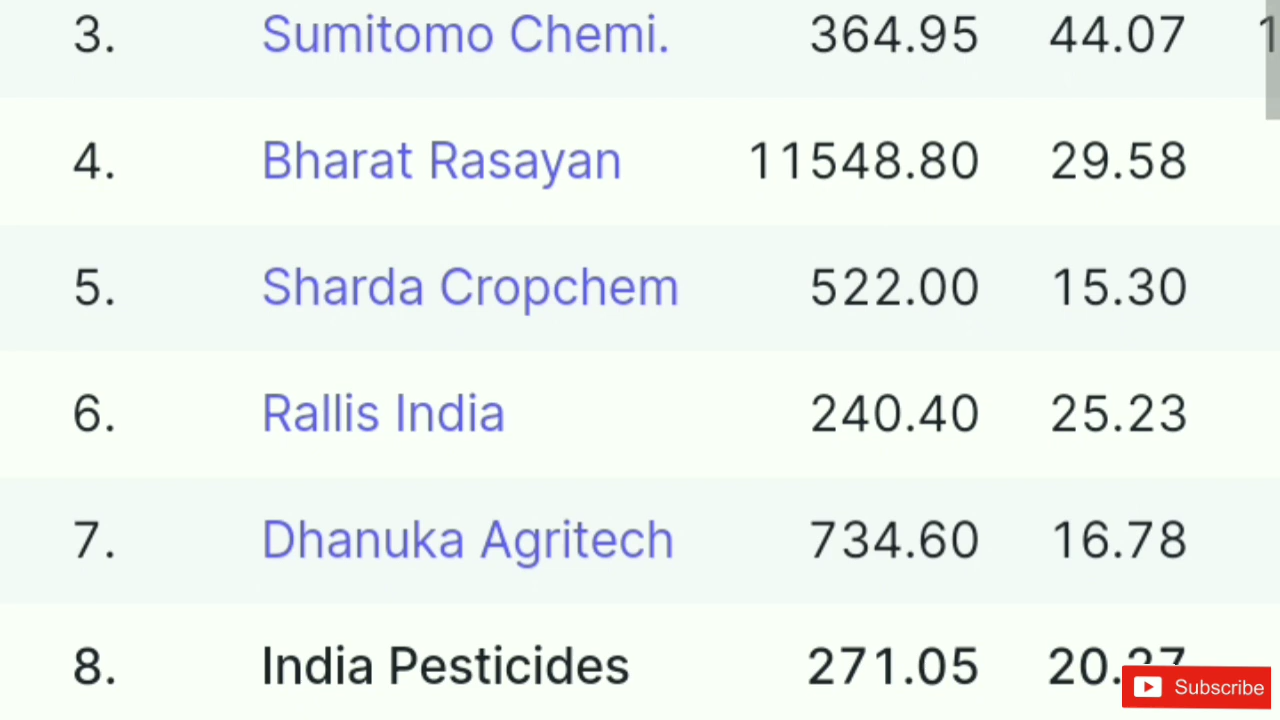 3. Sumitomo Chemi. 364.95 44.07 1
4. Bharat Rasayan 11548.80 29.58
5. Sharda Cropchem 522.00 15.30
6. Rallis India 240.40 25.23
7. Dhanuka Agritech 734.60 16.78
8. India Pesticides 271.05 20.27
Subscribe